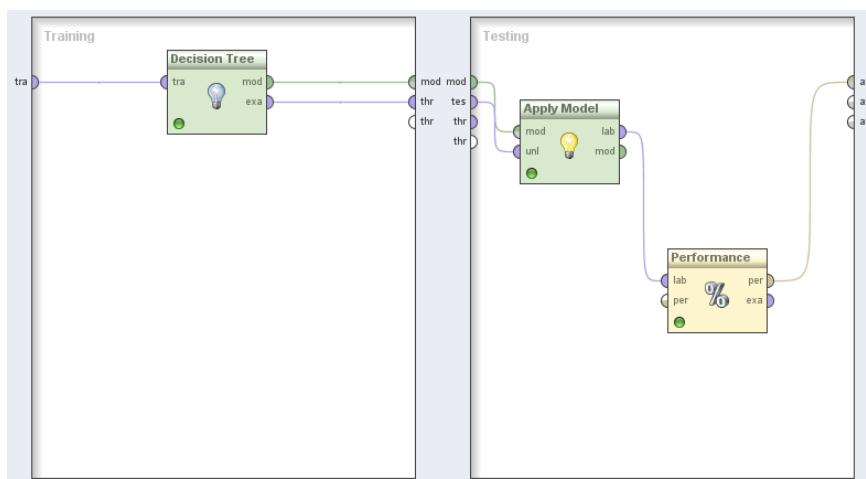 Training
Testing
Decision Tree
tra
tra
mod
exa
mod
thr
thr
mod
tes
thr
thr
Apply Model
mod
lab
unl
mod
Performance
lab
per
per
exa
%